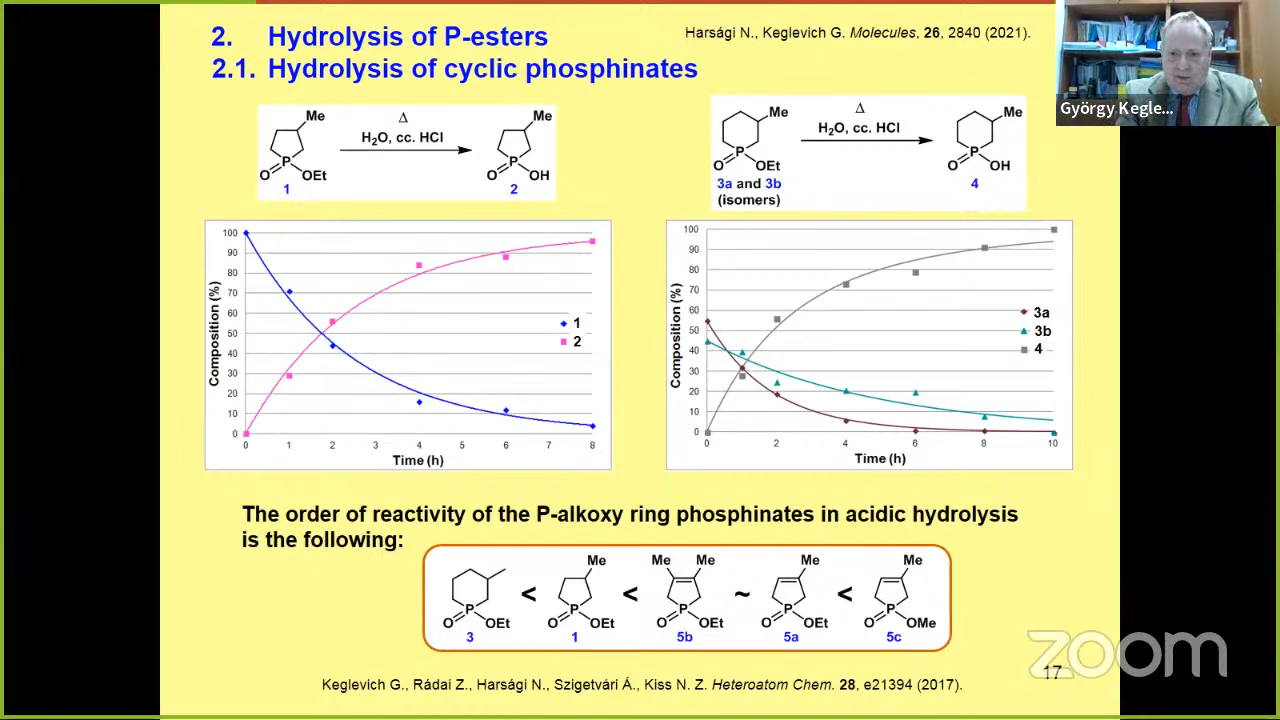 2. Hydrolysis of P-esters
Harsági N., Keglevich G. Molecules, 26, 2840 (2021).
2.1. Hydrolysis of cyclic phosphinates
György Kegle...
Me
P
O
OEt
1
Δ
H2O, cc. HCl
Me
P
O
OH
2
Me
P
O
OEt
3a and 3b
(isomers)
Δ
H2O, cc. HCl
Me
P
O
OH
4
Composition (%)
100
90
80
70
60
50
40
30
20
10
0
0 1 2 3 4 5 6 7 8
Time (h)
1
2
Composition (%)
100
90
80
70
60
50
40
30
20
10
0
0 2 4 6 8 10
Time (h)
3a
3b
4
The order of reactivity of the P-alkoxy ring phosphinates in acidic hydrolysis
is the following:
P
O
OEt
3
<
Me
P
O
OEt
1
<
Me Me
P
O
OEt
5b
~
Me
P
O
OEt
5a
<
Me
P
O
OMe
5c
zoom
17
Keglevich G., Rádai Z., Harsági N., Szigetvári Á., Kiss N. Z. Heteroatom Chem. 28, e21394 (2017).